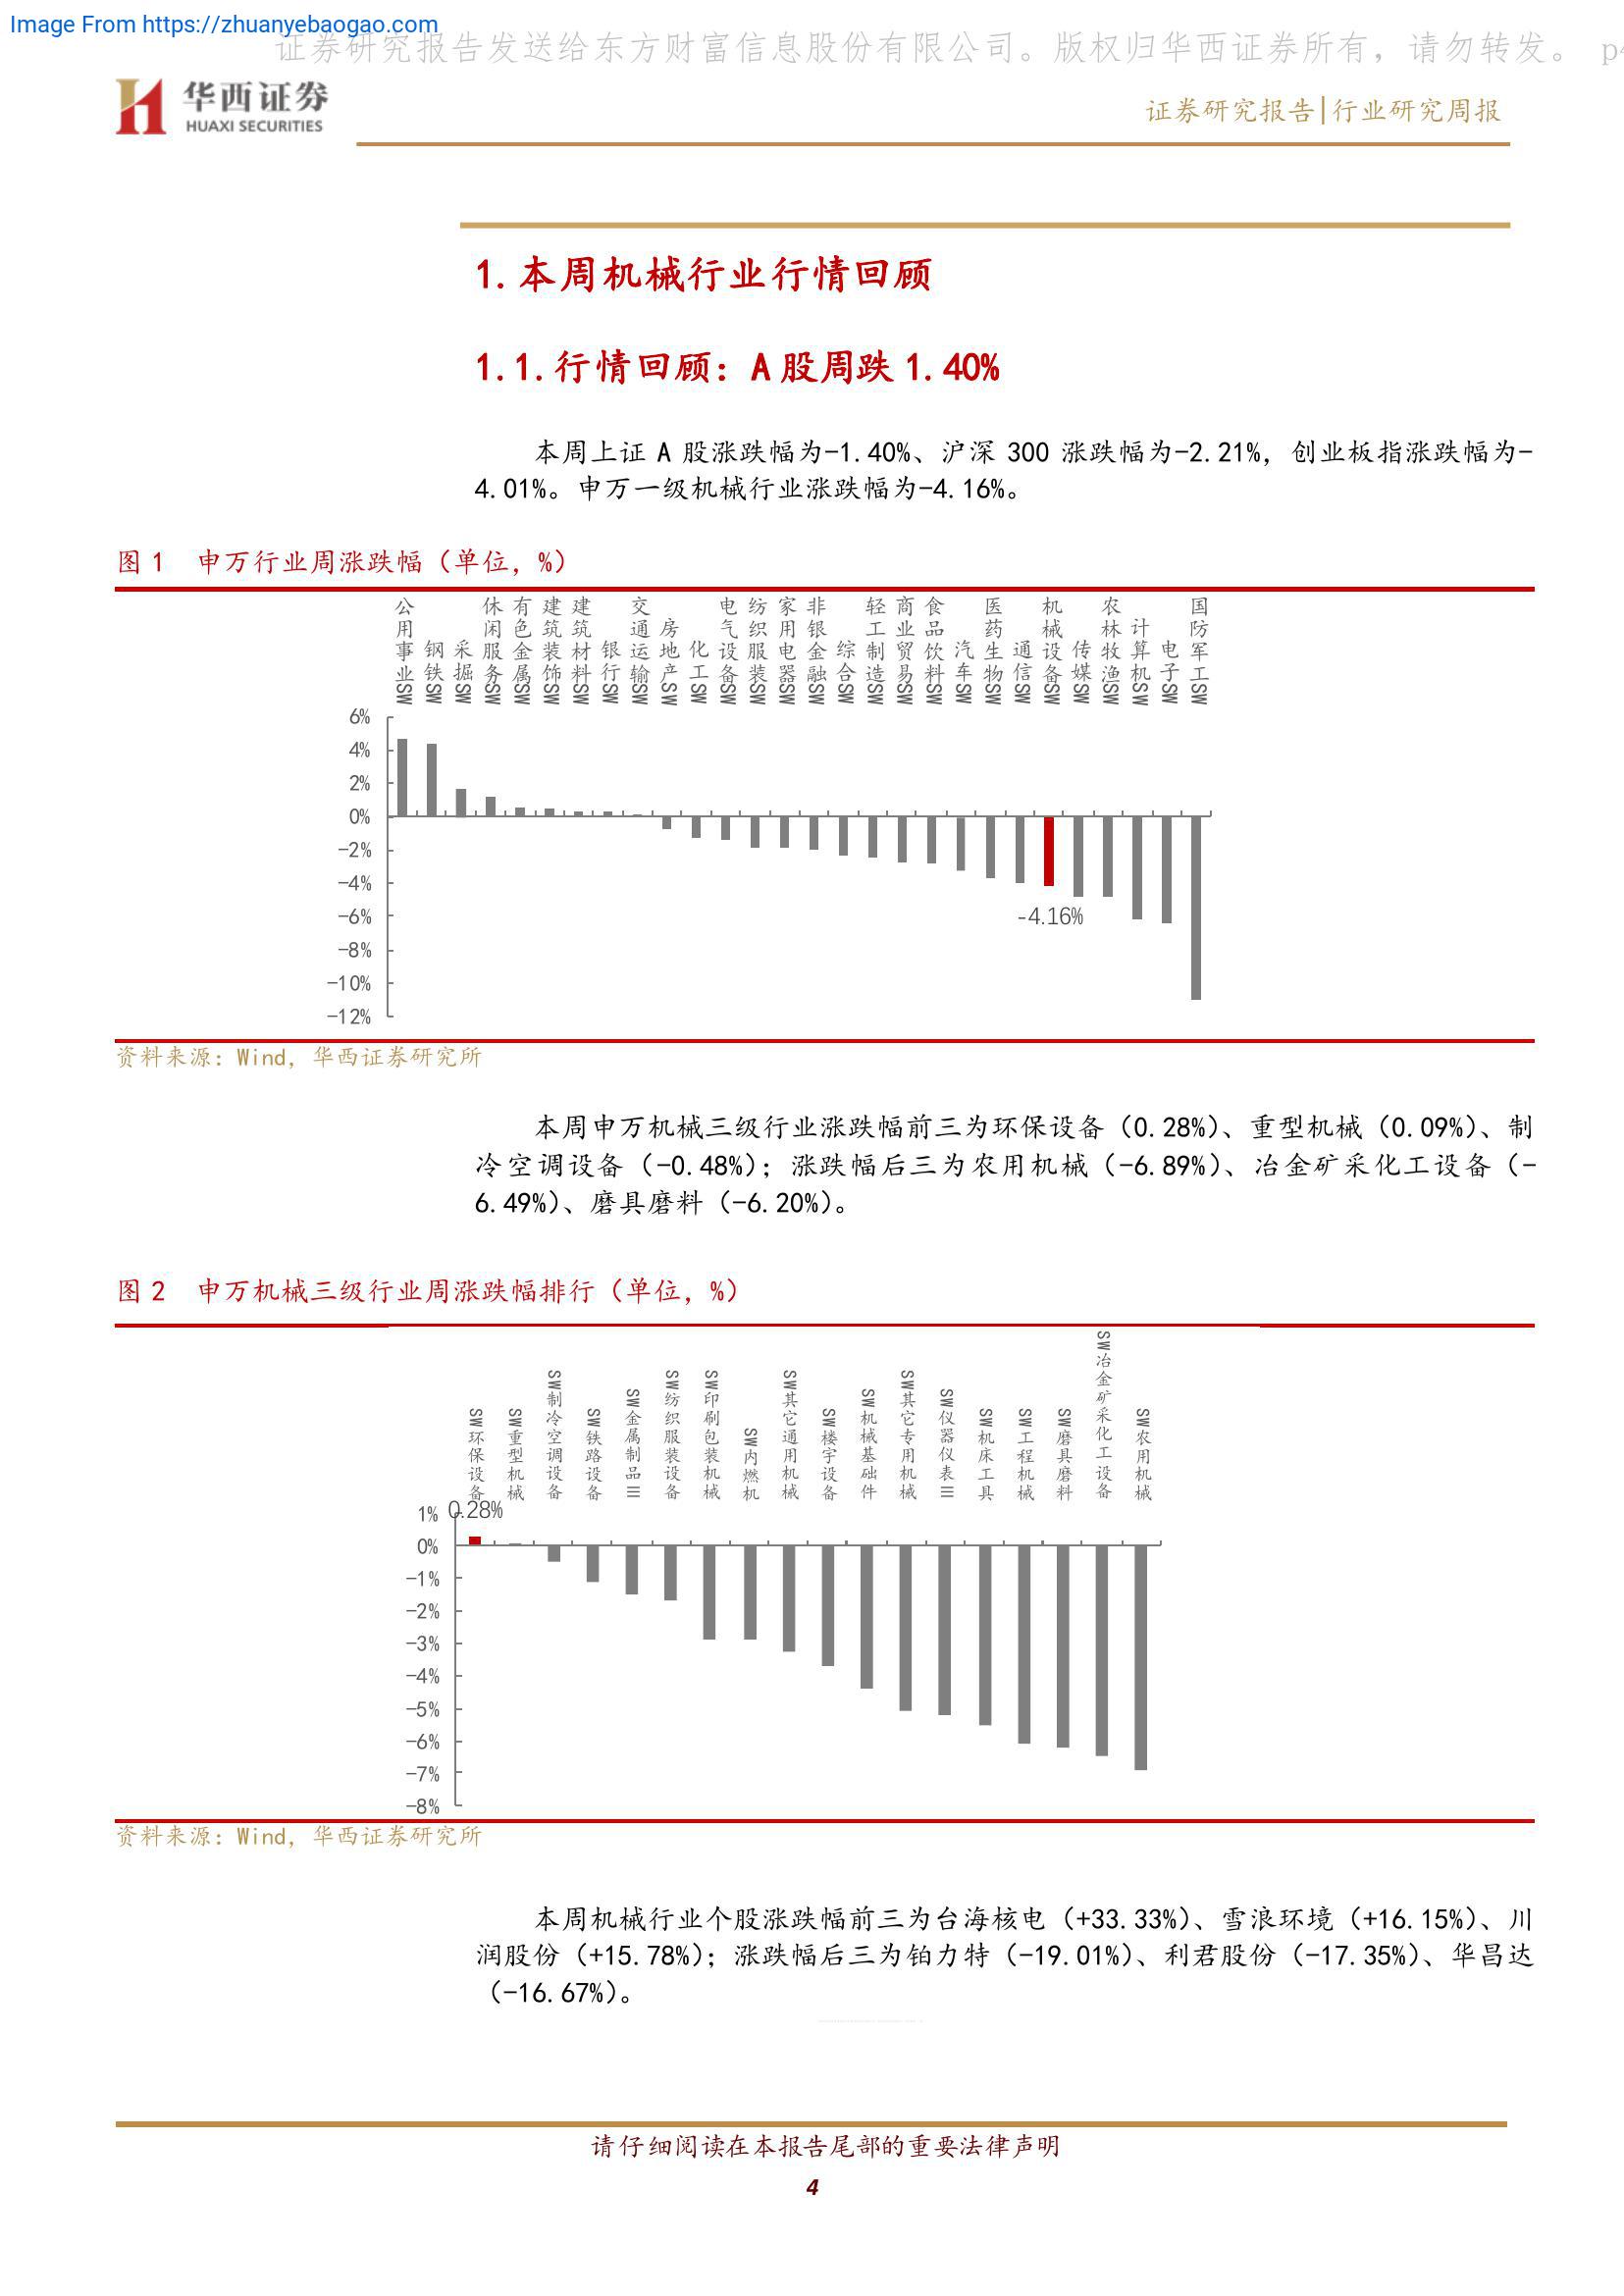 Image From https://zhuanyebaogao.com
证券研究报告发送给东方财富信息股份有限公司。版权归华西证券所有，请勿转发。 p4
华西证券
HUAXI SECURITIES
证券研究报告|行业研究周报
1.本周机械行业行情回顾
1.1.行情回顾：A股周跌1.40%
本周上证 A 股涨跌幅为-1.40%、沪深 300 涨跌幅为-2.21%，创业板指涨跌幅为-
4.01%。申万一级机械行业涨跌幅为-4.16%。
图 1 申万行业周涨跌幅（单位，%）
公用事业SW
钢铁SW
采掘SW
休闲服务SW
有色金属SW
建筑装饰SW
建筑材料SW
银行SW
交通运输SW
房地产SW
化工SW
电气设备SW
纺织服装SW
家用电器SW
非银金融SW
综合SW
轻工制造SW
商业贸易SW
食品饮料SW
汽车SW
医药生物SW
通信SW
机械设备SW
传媒SW
农林牧渔SW
计算机SW
电子SW
国防军工SW
6%
4%
2%
0%
-2%
-4%
-6%
-8%
-10%
-12%
-4.16%
资料来源：Wind，华西证券研究所
本周申万机械三级行业涨跌幅前三为环保设备（0.28%）、重型机械（0.09%）、制
冷空调设备（-0.48%）；涨跌幅后三为农用机械（-6.89%）、冶金矿采化工设备（-
6.49%）、磨具磨料（-6.20%）。
图 2 申万机械三级行业周涨跌幅排行（单位，%）
SW环保设备
SW重型机械
SW制冷空调设备
SW铁路设备
SW金属制品Ⅲ
SW纺织服装设备
SW印刷包装机械
SW内燃机
SW其它通用机械
SW楼宇设备
SW机械基础件
SW其它专用机械
SW仪器仪表Ⅲ
SW机床工具
SW工程机械
SW磨具磨料
SW冶金矿采化工设备
SW农用机械
0.28%
1%
0%
-1%
-2%
-3%
-4%
-5%
-6%
-7%
-8%
资料来源：Wind，华西证券研究所
本周机械行业个股涨跌幅前三为台海核电（+33.33%）、雪浪环境（+16.15%）、川
润股份（+15.78%）；涨跌幅后三为铂力特（-19.01%）、利君股份（-17.35%）、华昌达
（-16.67%）。
请仔细阅读在本报告尾部的重要法律声明
4